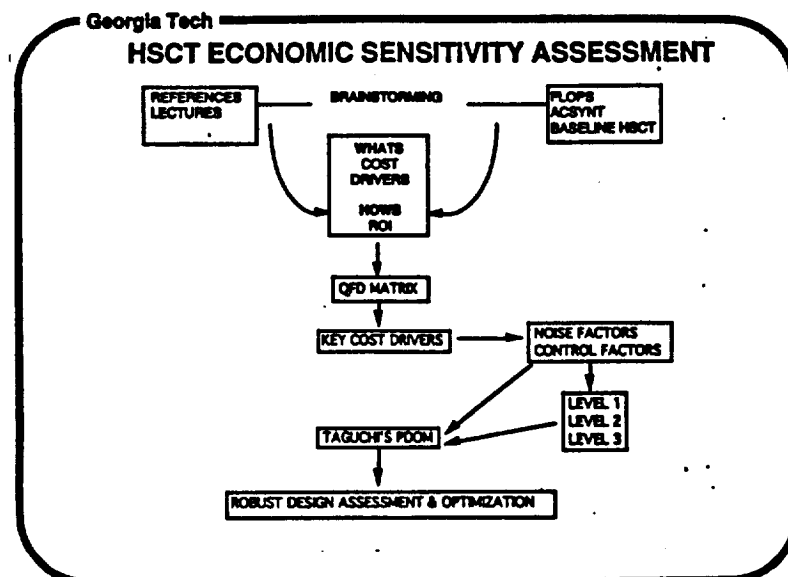 Georgia Tech
HSCT ECONOMIC SENSITIVITY ASSESSMENT
REFERENCES
LECTURES
BRAINSTORMING
FLOPS
ACSYNT
BASELINE HSCT
WHATS
COST
DRIVERS
HOWS
ROI
QFD MATRIX
KEY COST DRIVERS
NOISE FACTORS
CONTROL FACTORS
LEVEL 1
LEVEL 2
LEVEL 3
TAGUCHI'S PDOM
ROBUST DESIGN ASSESSMENT & OPTIMIZATION